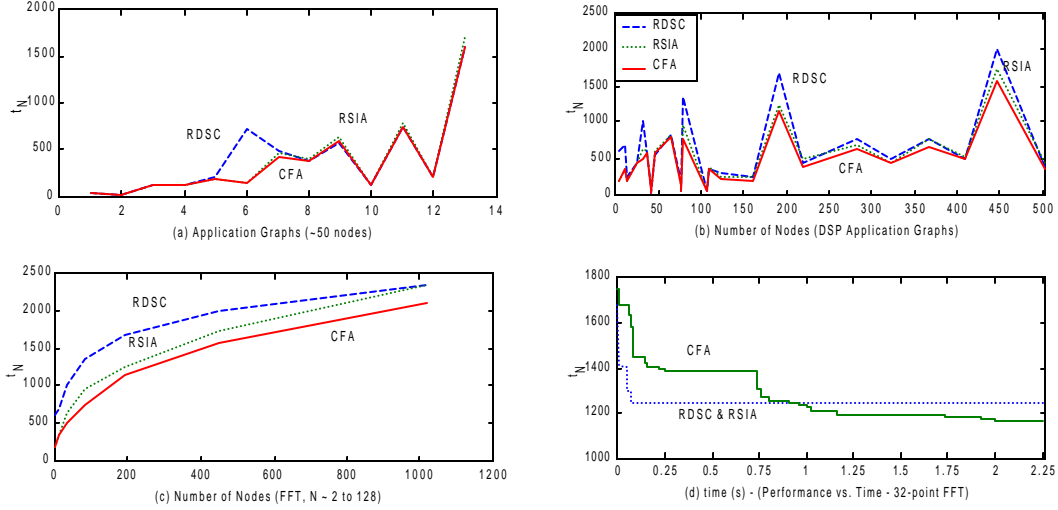 2000
1500
1000
500
0
t_N
RDSC
RSIA
CFA
0 2 4 6 8 10 12 14
(a) Application Graphs (~50 nodes)
2500
2000
1500
1000
500
0
t_N
RDSC
RSIA
CFA
RDSC
RSIA
CFA
0 50 100 150 200 250 300 350 400 450 500
(b) Number of Nodes (DSP Application Graphs)
2500
2000
1500
1000
500
0
t_N
RDSC
RSIA
CFA
0 200 400 600 800 1000 1200
(c) Number of Nodes (FFT, N ~ 2 to 128)
1800
1600
1400
1200
1000
t_N
CFA
RDSC & RSIA
0 0.25 0.5 0.75 1 1.25 1.5 1.75 2 2.25
(d) time (s) - (Performance vs. Time - 32-point FFT)